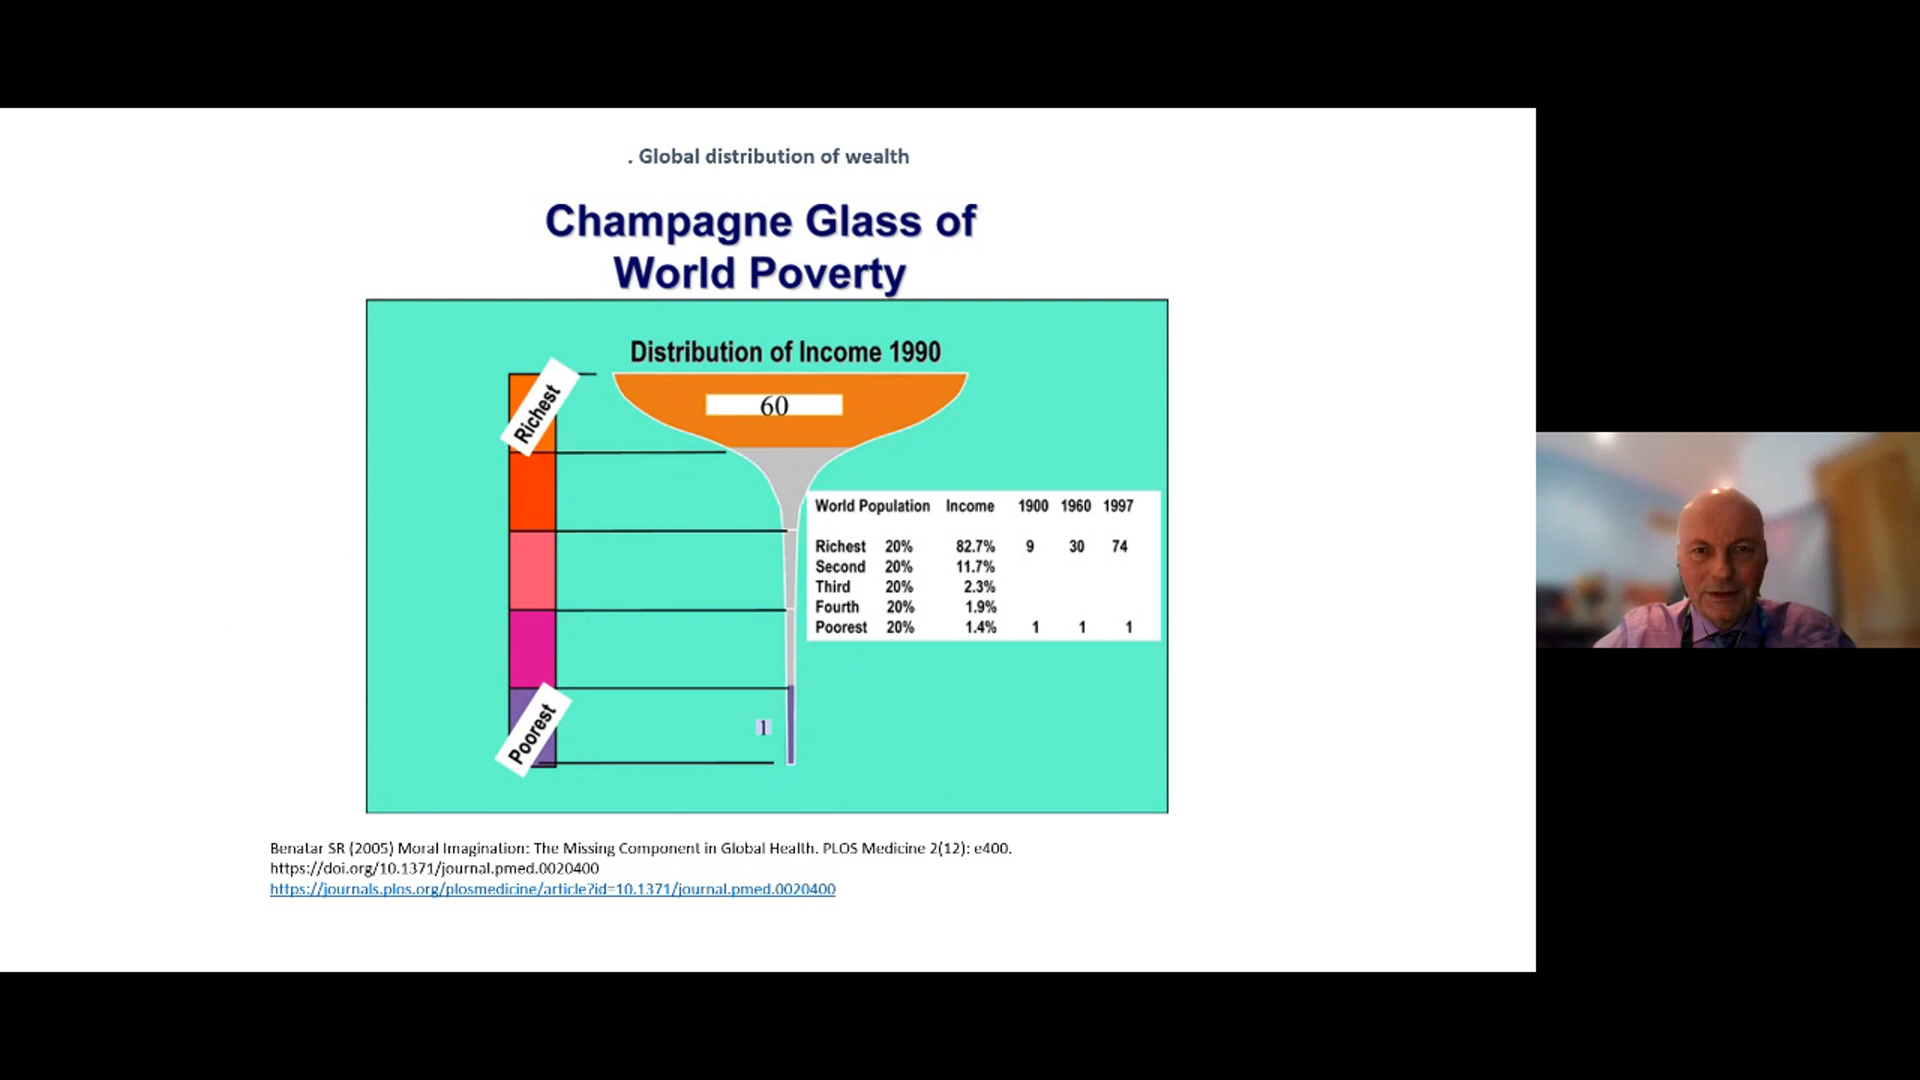 . Global distribution of wealth
Champagne Glass of
World Poverty
Distribution of Income 1990
Richest
60
World Population Income 1900 1960 1997
Richest 20% 82.7% 9 30 74
Second 20% 11.7%
Third 20% 2.3%
Fourth 20% 1.9%
Poorest 20% 1.4% 1 1 1
Poorest
1
Benatar SR (2005) Moral Imagination: The Missing Component in Global Health. PLOS Medicine 2(12): e400.
https://doi.org/10.1371/journal.pmed.0020400
https://journals.plos.org/plosmedicine/article?id=10.1371/journal.pmed.0020400